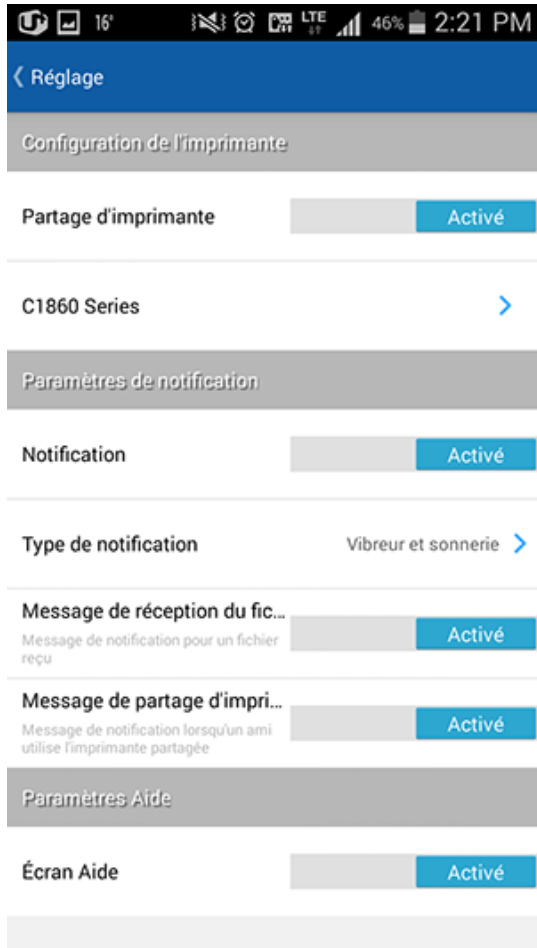 16° LTE 46% 2:21 PM
Réglage
Configuration de l'imprimante
Partage d'imprimante Activé
C1860 Series
Paramètres de notification
Notification Activé
Type de notification Vibreur et sonnerie
Message de réception du fic...
Activé
Message de notification pour un fichier
reçu
Message de partage d'impri...
Activé
Message de notification lorsqu'un ami
utilise l'imprimante partagée
Paramètres Aide
Écran Aide Activé